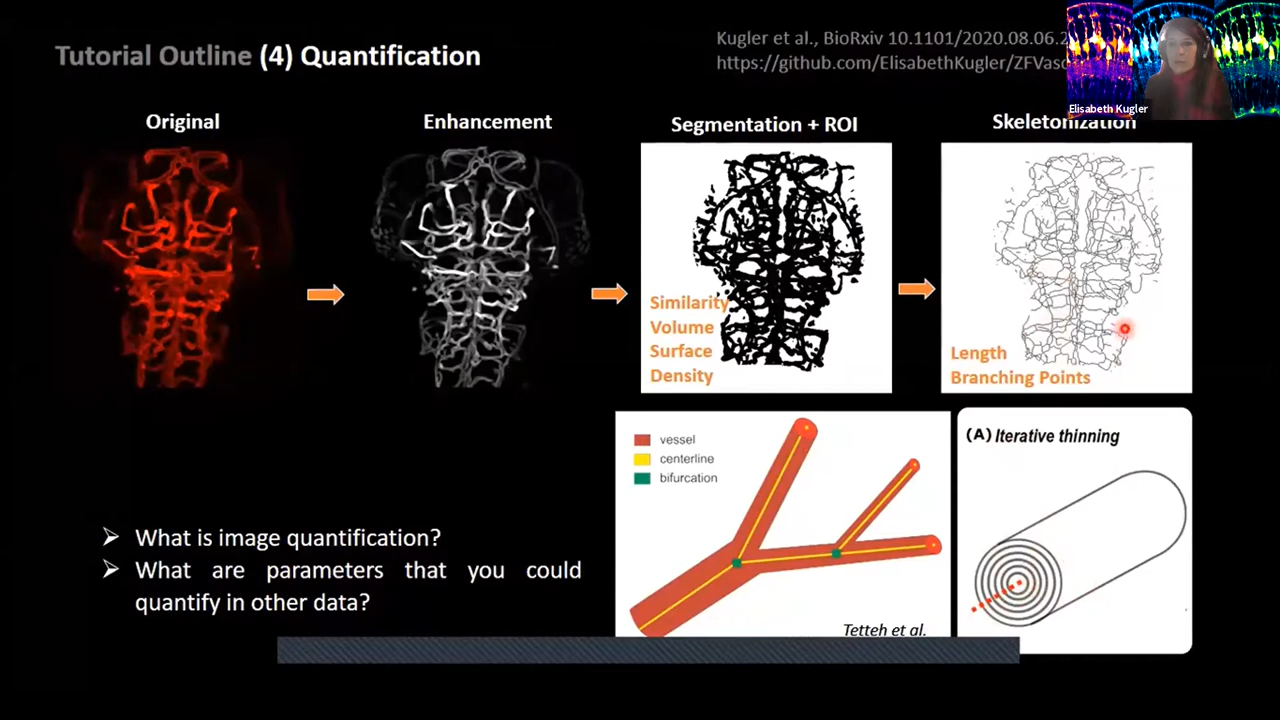 Tutorial Outline (4) Quantification
Kugler et al., BioRxiv 10.1101/2020.08.06.2
https://github.com/ElisabethKugler/ZFVas
Elisabeth Kugler
Original
Enhancement
Segmentation + ROI
Skeletonization
Similarity
Volume
Surface
Density
Length
Branching Points
vessel
centerline
bifurcation
Tetteh et al.
(A) Iterative thinning
➢ What is image quantification?
➢ What are parameters that you could
quantify in other data?